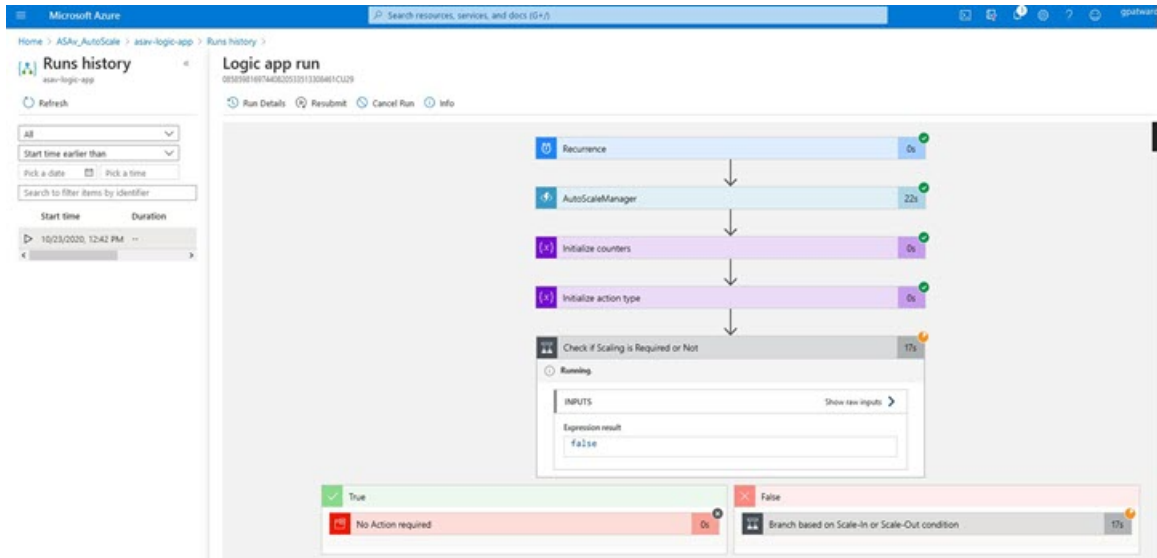 Microsoft Azure
Search resources, services, and docs (G+/)
gpatward
Home > ASAv_AutoScale > asav-logic-app > Runs history >
Runs history
asav-logic-app
Refresh
All
Start time earlier than
Pick a date Pick a time
Search to filter items by identifier
Start time Duration
10/23/2020, 12:42 PM --
Logic app run
Run Details Resubmit Cancel Run Info
Recurrence 0s
AutoScaleManager 22s
Initialize counters 0s
Initialize action type 0s
Check if Scaling is Required or Not 17s
Running.
INPUTS Show raw inputs
Expression result
false
True
No Action required 0s
False
Branch based on Scale-In or Scale-Out condition 17s